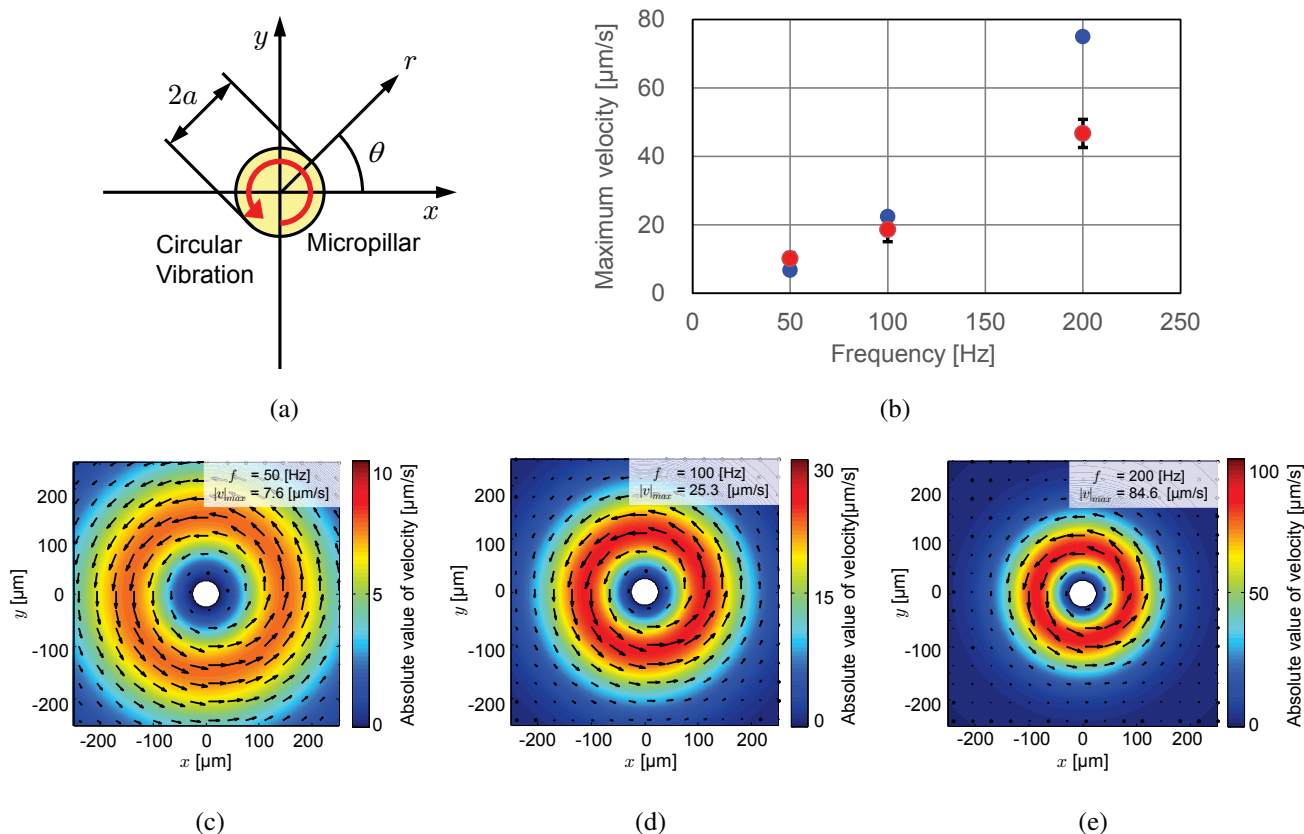 y
r
2a
θ
x
Circular
Vibration
Micropillar
(a)
Maximum velocity [µm/s]
80
60
40
20
0
0 50 100 150 200 250
Frequency [Hz]
(b)
f = 50 [Hz]
|v|max = 7.6 [µm/s]
y [µm]
200
100
0
-100
-200
-200 -100 0 100 200
x [µm]
10
5
0
Absolute value of velocity [µm/s]
(c)
f = 100 [Hz]
|v|max = 25.3 [µm/s]
y [µm]
200
100
0
-100
-200
-200 -100 0 100 200
x [µm]
30
15
0
Absolute value of velocity[µm/s]
(d)
f = 200 [Hz]
|v|max = 84.6 [µm/s]
y [µm]
200
100
0
-100
-200
-200 -100 0 100 200
x [µm]
100
50
0
Absolute value of velocity [µm/s]
(e)